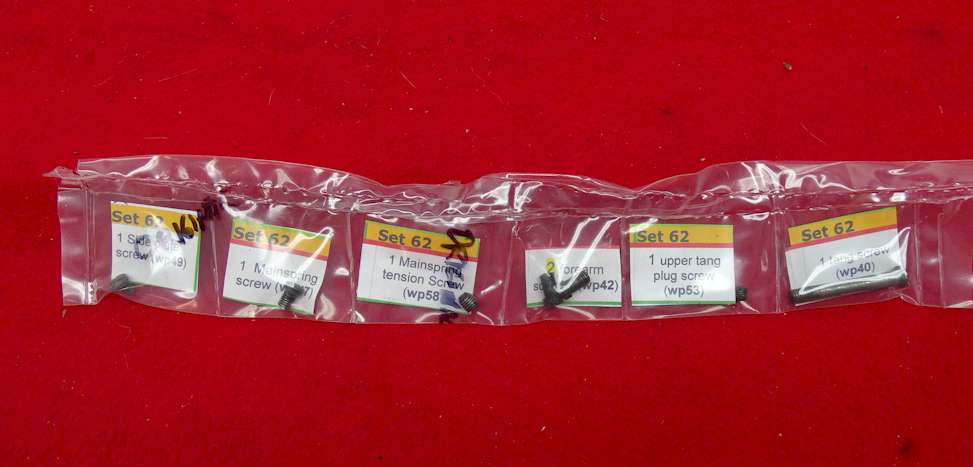 Set 62
1 Side
screw (wp49)
Set 62
1 Mainspring
screw
Set 62
1 Mainspring
tension Screw
(wp58
2 forearm
wp42)
Set 62
1 upper tang
plug screw
(wp53)
Set 62
1 tang screw
(wp40)